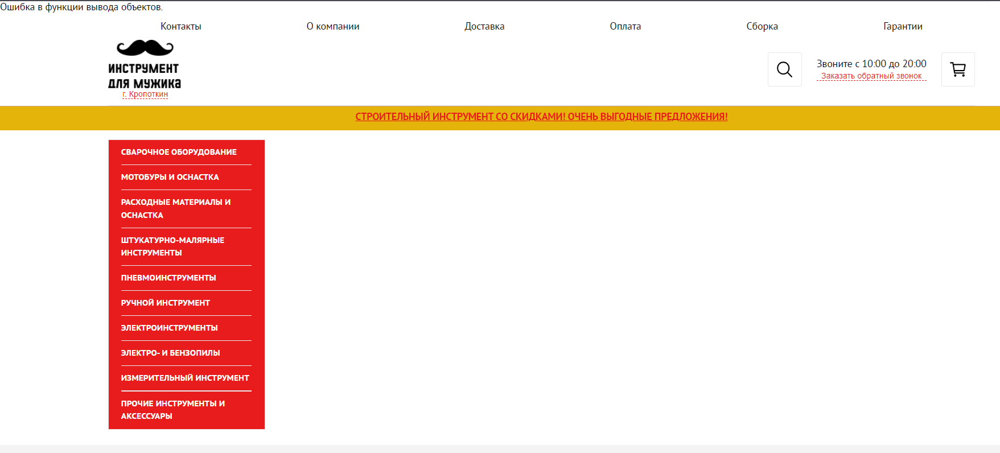 Ошибка в функции вывода объектов.
Контакты О компании Доставка Оплата Сборка Гарантии
ИНСТРУМЕНТ
ДЛЯ МУЖИКА
г. Кропоткин
Звоните с 10:00 до 20:00
Заказать обратный звонок
СТРОИТЕЛЬНЫЙ ИНСТРУМЕНТ СО СКИДКАМИ! ОЧЕНЬ ВЫГОДНЫЕ ПРЕДЛОЖЕНИЯ!
СВАРОЧНОЕ ОБОРУДОВАНИЕ
МОТОБУРЫ И ОСНАСТКА
РАСХОДНЫЕ МАТЕРИАЛЫ И
ОСНАСТКА
ШТУКАТУРНО-МАЛЯРНЫЕ
ИНСТРУМЕНТЫ
ПНЕВМОИНСТРУМЕНТЫ
РУЧНОЙ ИНСТРУМЕНТ
ЭЛЕКТРОИНСТРУМЕНТЫ
ЭЛЕКТРО- И БЕНЗОПИЛЫ
ИЗМЕРИТЕЛЬНЫЙ ИНСТРУМЕНТ
ПРОЧИЕ ИНСТРУМЕНТЫ И
АКСЕССУАРЫ